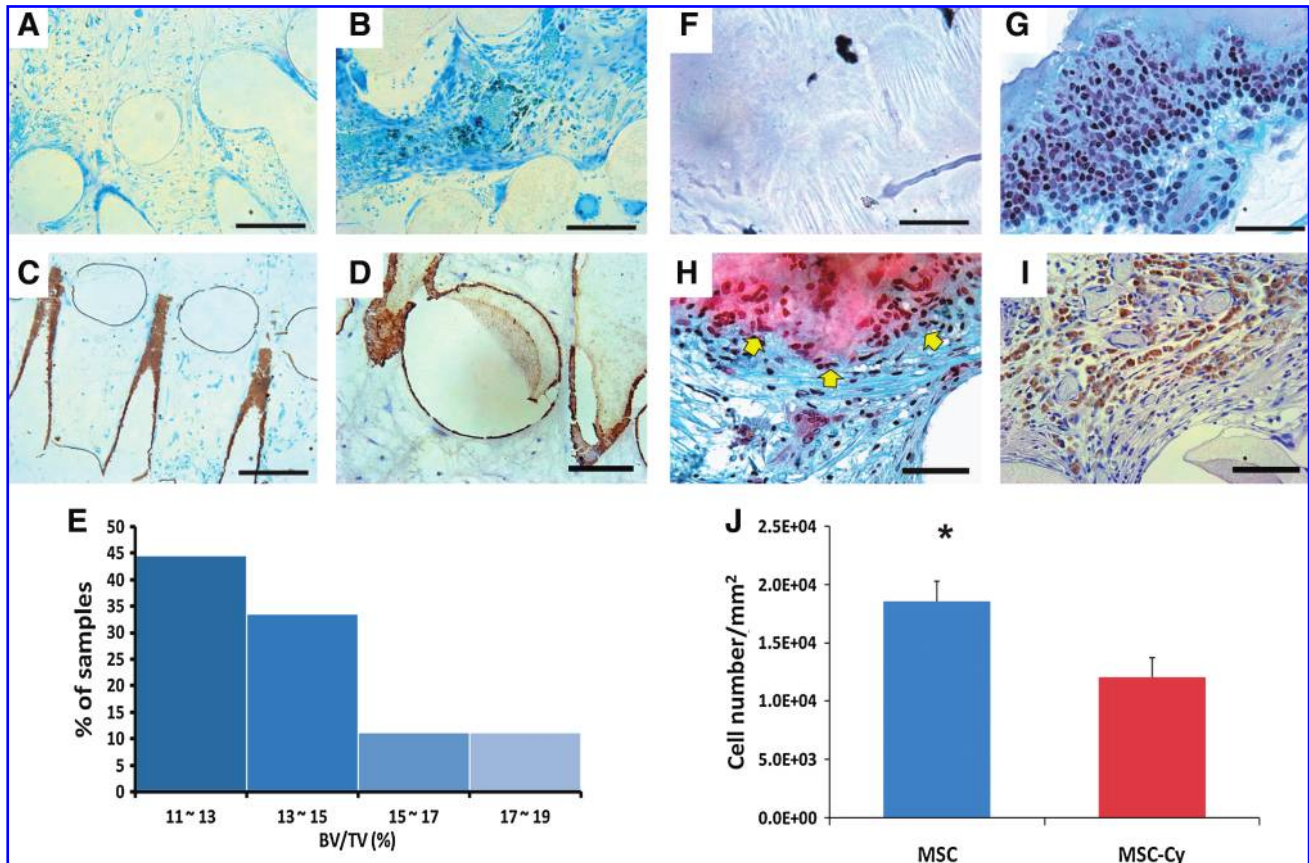 A
B
F
G
C
D
H
I
E
50
45
40
35
30
25
20
15
10
5
0
% of samples
11 ~ 13
13 ~ 15
15 ~ 17
17 ~ 19
BV/TV (%)
J
2.5E+04
2.0E+04
1.5E+04
1.0E+04
5.0E+03
0.0E+00
Cell number/mm²
*
MSC
MSC-Cy